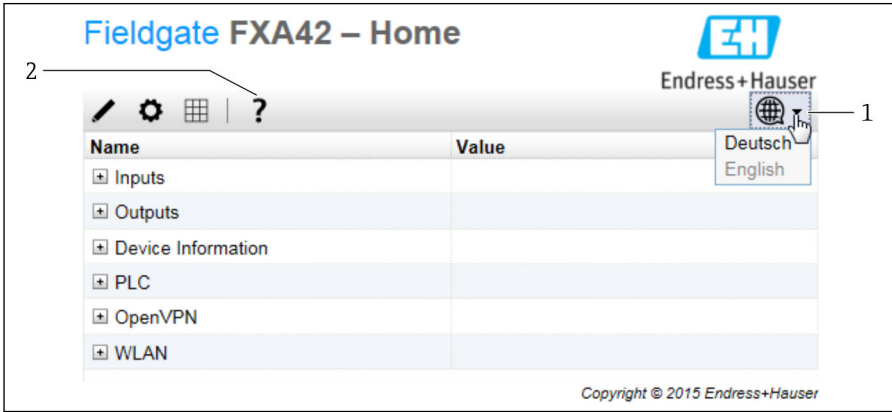 Fieldgate FXA42 – Home
EH
Endress+Hauser
2
?
1
Name Value
Deutsch
English
Inputs
Outputs
Device Information
PLC
OpenVPN
WLAN
Copyright © 2015 Endress+Hauser